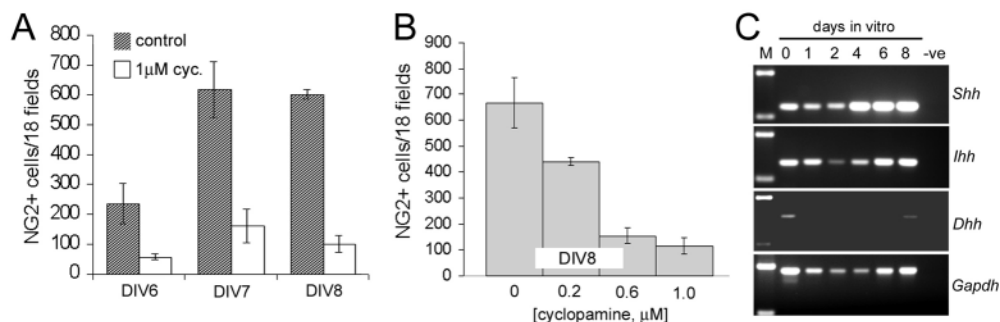 A
NG2+ cells/18 fields
800
700
600
500
400
300
200
100
0
control
1μM cyc.
DIV6 DIV7 DIV8
B
NG2+ cells/18 fields
900
800
700
600
500
400
300
200
100
0
DIV8
0 0.2 0.6 1.0
[cyclopamine, μM]
C
days in vitro
M 0 1 2 4 6 8 -ve
Shh
Ihh
Dhh
Gapdh